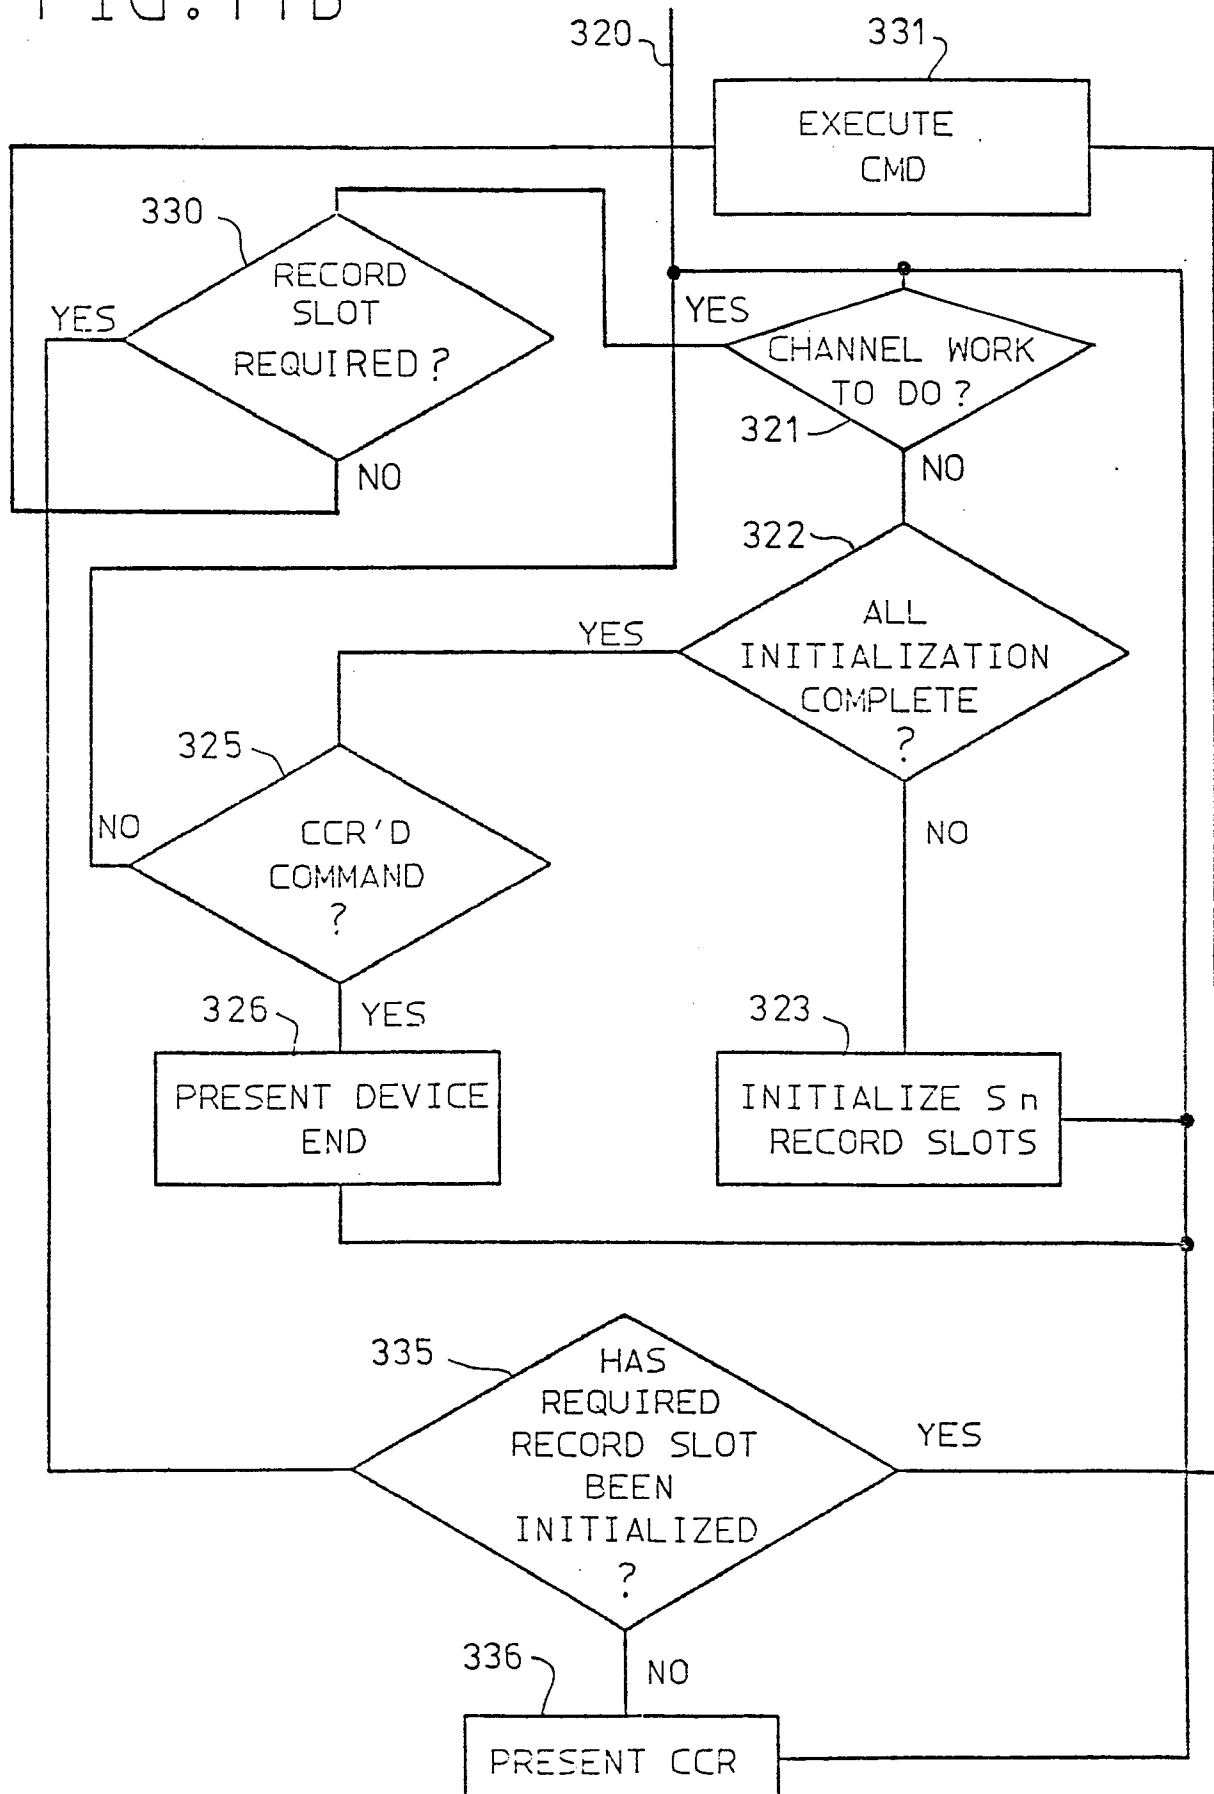 FIG. 11B
320
331
EXECUTE
CMD
330
RECORD
SLOT
REQUIRED?
YES
NO
YES
CHANNEL WORK
TO DO?
321
NO
322
ALL
INITIALIZATION
COMPLETE
?
YES
NO
325
CCR'D
COMMAND
?
NO
YES
326
PRESENT DEVICE
END
323
INITIALIZE Sn
RECORD SLOTS
335
HAS
REQUIRED
RECORD SLOT
BEEN
INITIALIZED
?
YES
NO
336
PRESENT CCR